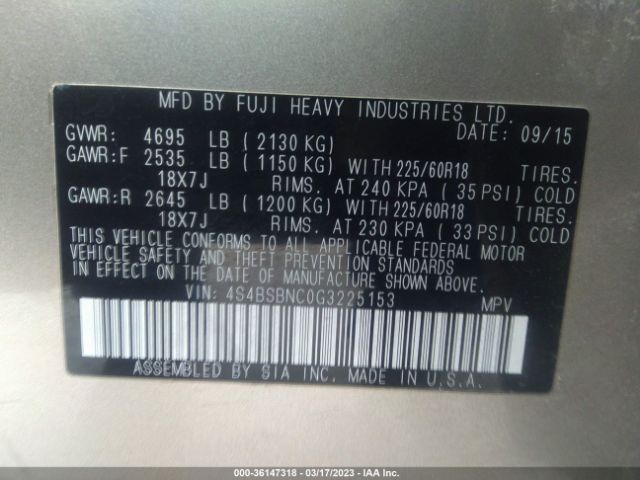 MFD BY FUJI HEAVY INDUSTRIES LTD.
DATE: 09/15
GVWR: 4695 LB (2130 KG)
GAWR:F 2535 LB (1150 KG) WITH 225/60R18 TIRES.
18X7J RIMS. AT 240 KPA (35 PSI) COLD
GAWR:R 2645 LB (1200 KG) WITH 225/60R18 TIRES.
18X7J RIMS. AT 230 KPA (33 PSI) COLD
THIS VEHICLE CONFORMS TO ALL APPLICABLE FEDERAL MOTOR
VEHICLE SAFETY AND THEFT PREVENTION STANDARDS
IN EFFECT ON THE DATE OF MANUFACTURE SHOWN ABOVE.
VIN: 4S4BSBNC0G3225153 MPV
ASSEMBLED BY SIA INC. MADE IN U.S.A.
000-36147318 - 03/17/2023 - IAA Inc.